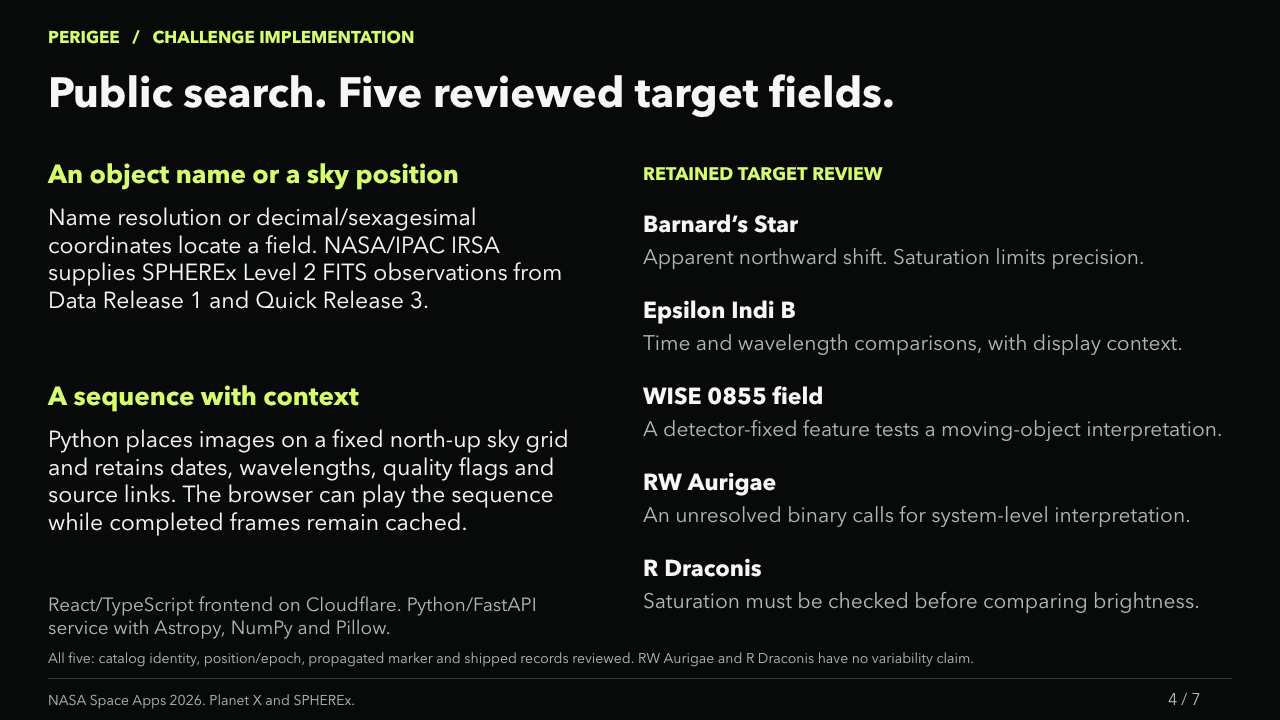 PERIGEE / CHALLENGE IMPLEMENTATION
Public search. Five reviewed target fields.
An object name or a sky position
Name resolution or decimal/sexagesimal
coordinates locate a field. NASA/IPAC IRSA
supplies SPHEREx Level 2 FITS observations from
Data Release 1 and Quick Release 3.
A sequence with context
Python places images on a fixed north-up sky grid
and retains dates, wavelengths, quality flags and
source links. The browser can play the sequence
while completed frames remain cached.
React/TypeScript frontend on Cloudflare. Python/FastAPI
service with Astropy, NumPy and Pillow.
RETAINED TARGET REVIEW
Barnard’s Star
Apparent northward shift. Saturation limits precision.
Epsilon Indi B
Time and wavelength comparisons, with display context.
WISE 0855 field
A detector-fixed feature tests a moving-object interpretation.
RW Aurigae
An unresolved binary calls for system-level interpretation.
R Draconis
Saturation must be checked before comparing brightness.
All five: catalog identity, position/epoch, propagated marker and shipped records reviewed. RW Aurigae and R Draconis have no variability claim.
NASA Space Apps 2026. Planet X and SPHEREx.
4 / 7